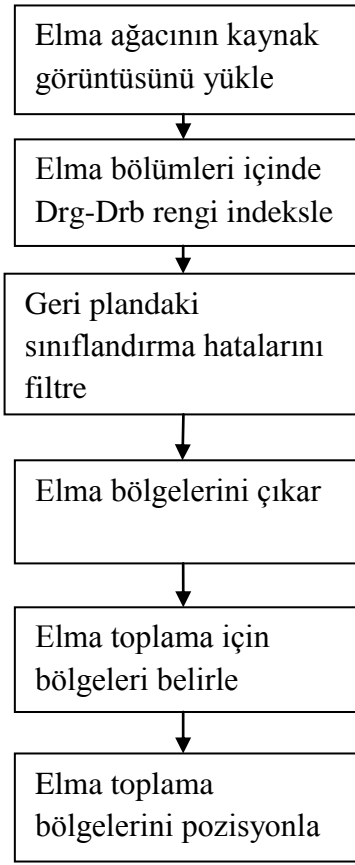 Elma ağacının kaynak
görüntüsünü yükle
Elma bölümleri içinde
Drg-Drb rengi indeksle
Geri plandaki
sınıflandırma hatalarını
filtre
Elma bölgelerini çıkar
Elma toplama için
bölgeleri belirle
Elma toplama
bölgelerini pozisyonla